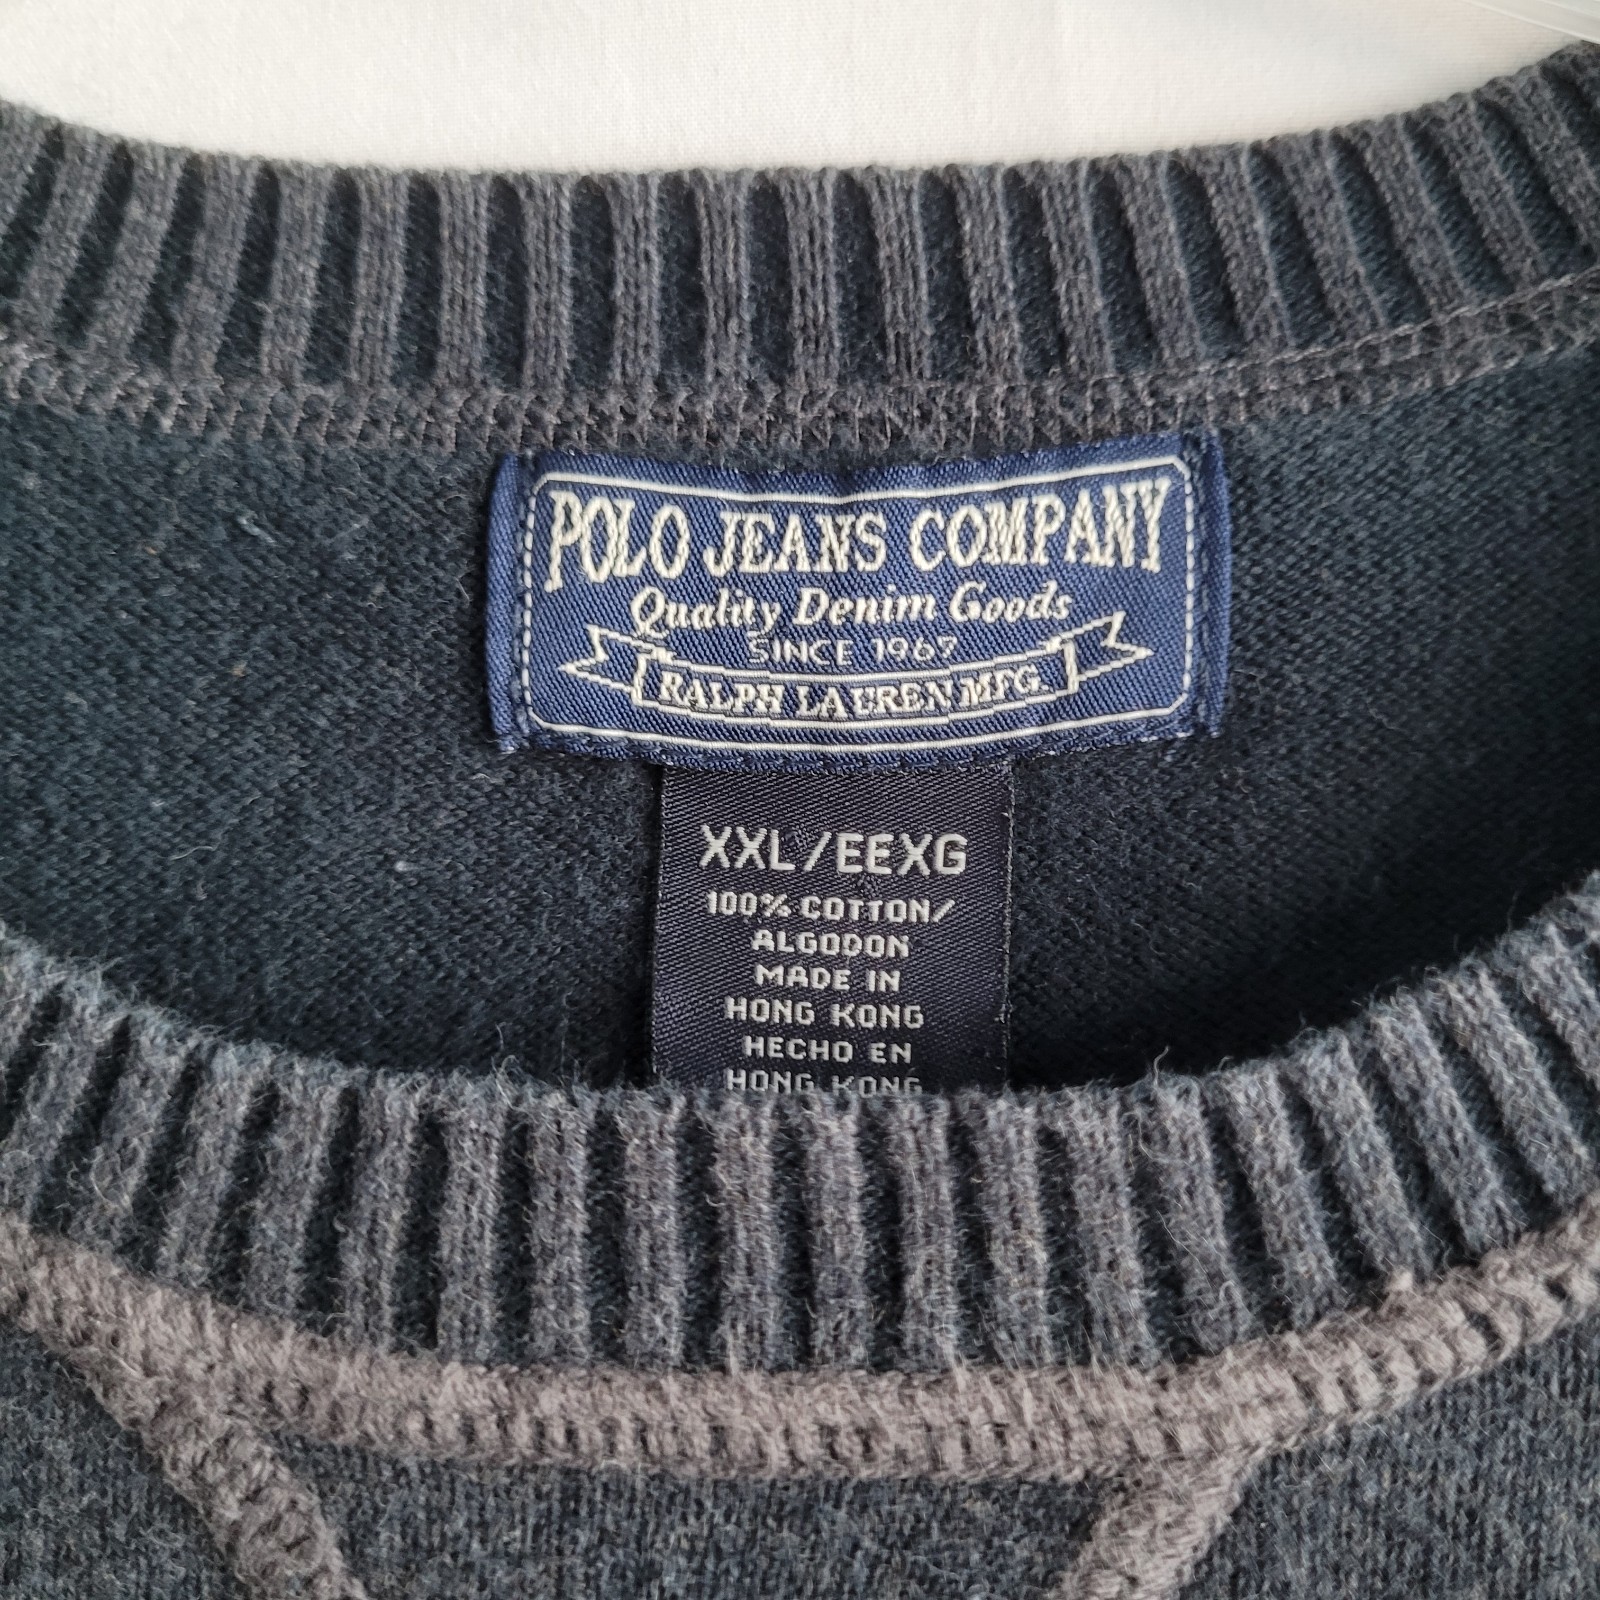 POLO JEANS COMPANY
Quality Denim Goods
SINCE 1967
RALPH LAUREN MFG.
XXL/EEXG
100% COTTON/
ALGODON
MADE IN
HONG KONG
HECHO EN
HONG KONG